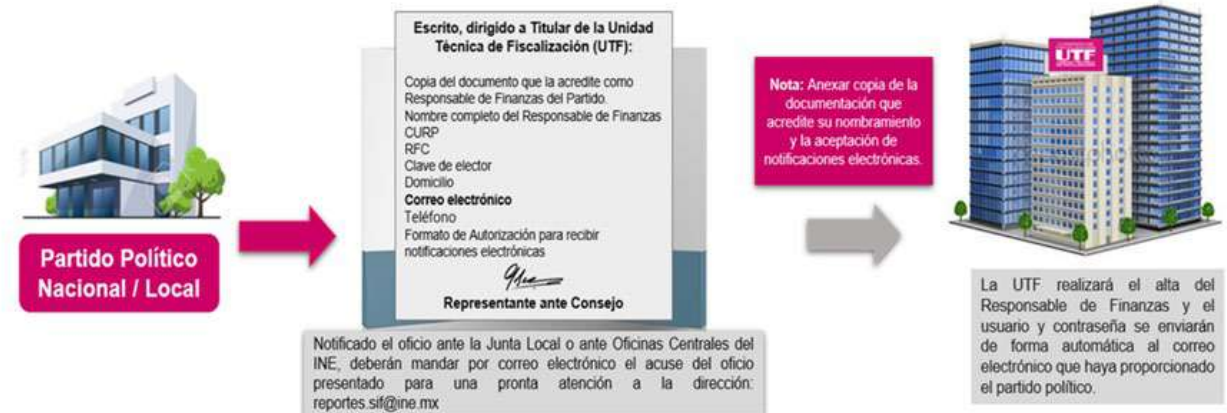 Partido Político
Nacional / Local
Escrito, dirigido a Titular de la Unidad
Técnica de Fiscalización (UTF):
Copia del documento que la acredite como
Responsable de Finanzas del Partido.
Nombre completo del Responsable de Finanzas
CURP
RFC
Clave de elector
Domicilio
Correo electrónico
Teléfono
Formato de Autorización para recibir
notificaciones electrónicas
Representante ante Consejo
Notificado el oficio ante la Junta Local o ante Oficinas Centrales del
INE, deberán mandar por correo electrónico el acuse del oficio
presentado para una pronta atención a la dirección:
reportes.sif@ine.mx
Nota: Anexar copia de la
documentación que
acredite su nombramiento
y la aceptación de
notificaciones electrónicas.
UTF
La UTF realizará el alta del
Responsable de Finanzas y el
usuario y contraseña se enviarán
de forma automática al correo
electrónico que haya proporcionado
el partido político.